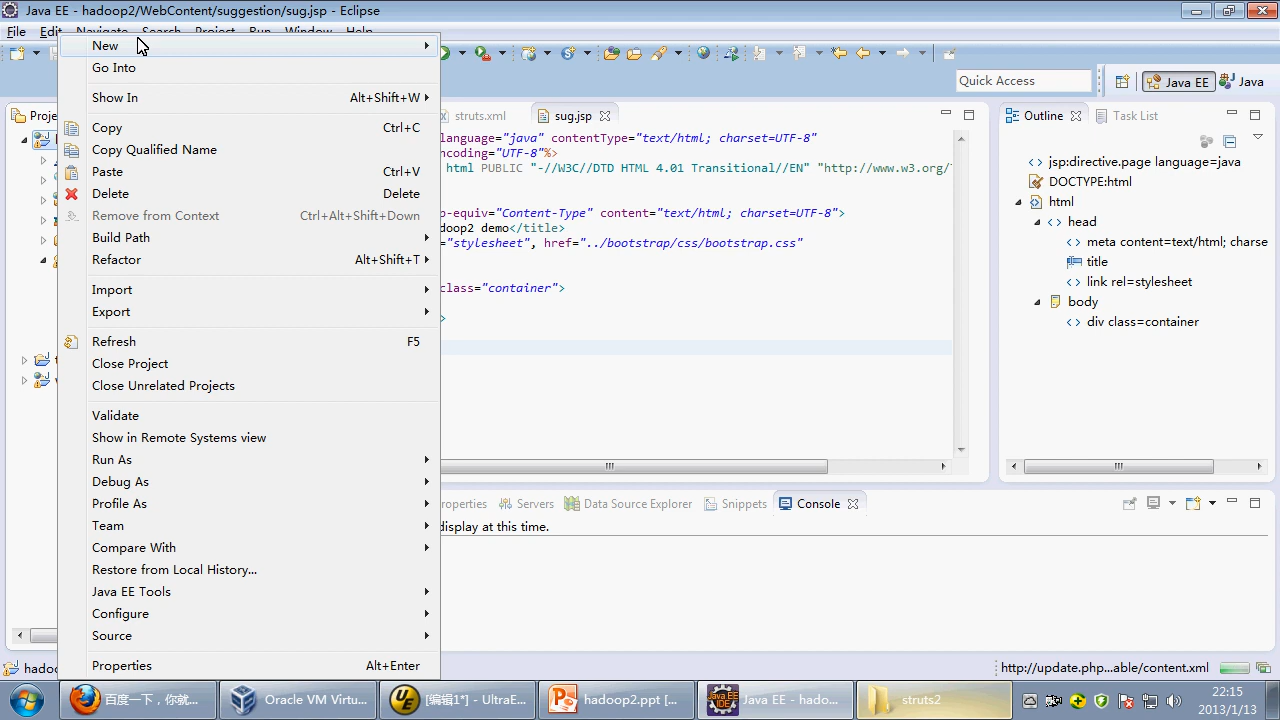 Java EE - hadoop2/WebContent/suggestion/sug.jsp - Eclipse
File Edit Navigate Search Project Run Window Help
Quick Access
Java EE
Java
New
Go Into
Show In Alt+Shift+W
Copy Ctrl+C
Copy Qualified Name
Paste Ctrl+V
Delete Delete
Remove from Context Ctrl+Alt+Shift+Down
Build Path
Refactor Alt+Shift+T
Import
Export
Refresh F5
Close Project
Close Unrelated Projects
Validate
Show in Remote Systems view
Run As
Debug As
Profile As
Team
Compare With
Restore from Local History...
Java EE Tools
Configure
Source
Properties Alt+Enter
Proje
struts.xml
sug.jsp
language="java" contentType="text/html; charset=UTF-8"
ncoding="UTF-8"%>
html PUBLIC "-//W3C//DTD HTML 4.01 Transitional//EN" "http://www.w3.org/
p-equiv="Content-Type" content="text/html; charset=UTF-8">
doop2 demo</title>
="stylesheet", href="../bootstrap/css/bootstrap.css"
class="container">
>
Outline
Task List
jsp:directive.page language=java
DOCTYPE:html
html
head
meta content=text/html; charse
title
link rel=stylesheet
body
div class=container
roperties
Servers
Data Source Explorer
Snippets
Console
display at this time.
hadoo
http://update.php...able/content.xml
百度一下，你就...
Oracle VM Virtu...
[编辑1*] - UltraE...
hadoop2.ppt [...
Java EE - hado...
struts2
22:15
2013/1/13